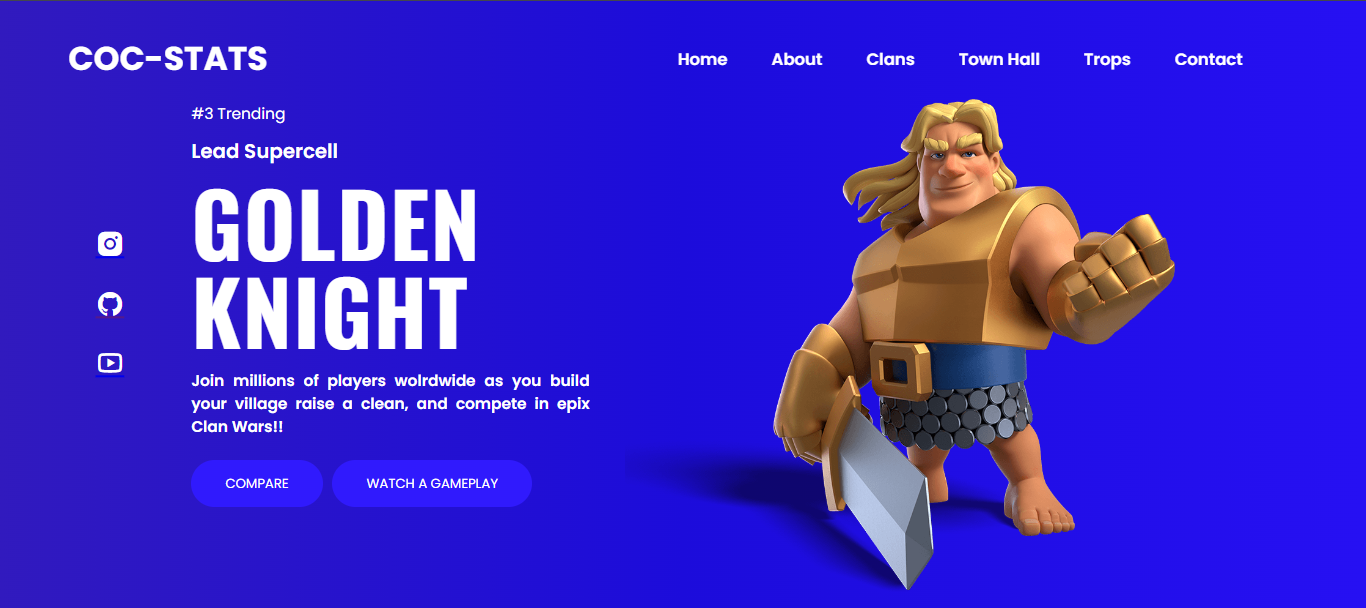 COC-STATS
Home About Clans Town Hall Trops Contact
#3 Trending
Lead Supercell
GOLDEN
KNIGHT
Join millions of players wolrdwide as you build
your village raise a clean, and compete in epix
Clan Wars!!
COMPARE WATCH A GAMEPLAY